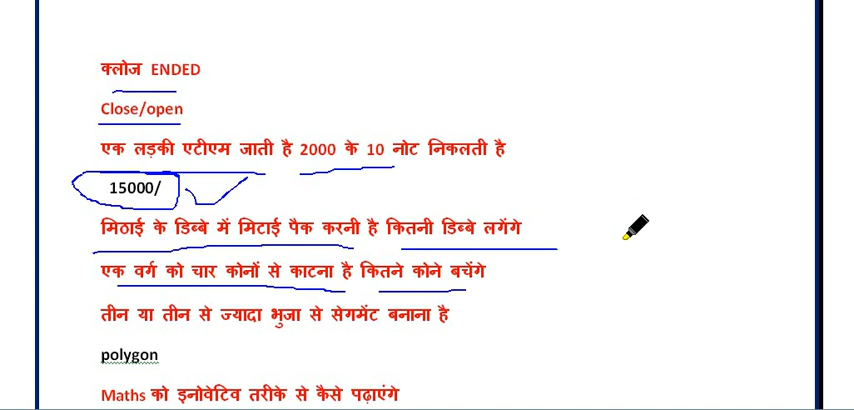 क्लोज ENDED
Close/open
एक लड़की एटीएम जाती है 2000 के 10 नोट निकलती है
15000/
मिठाई के डिब्बे में मिटाई पैक करनी है कितनी डिब्बे लगेंगे
एक वर्ग को चार कोनों से काटना है कितने कोने बचेंगे
तीन या तीन से ज्यादा भुजा से सेगमेंट बनाना है
polygon
Maths को इनोवेटिव तरीके से कैसे पढ़ाएंगे